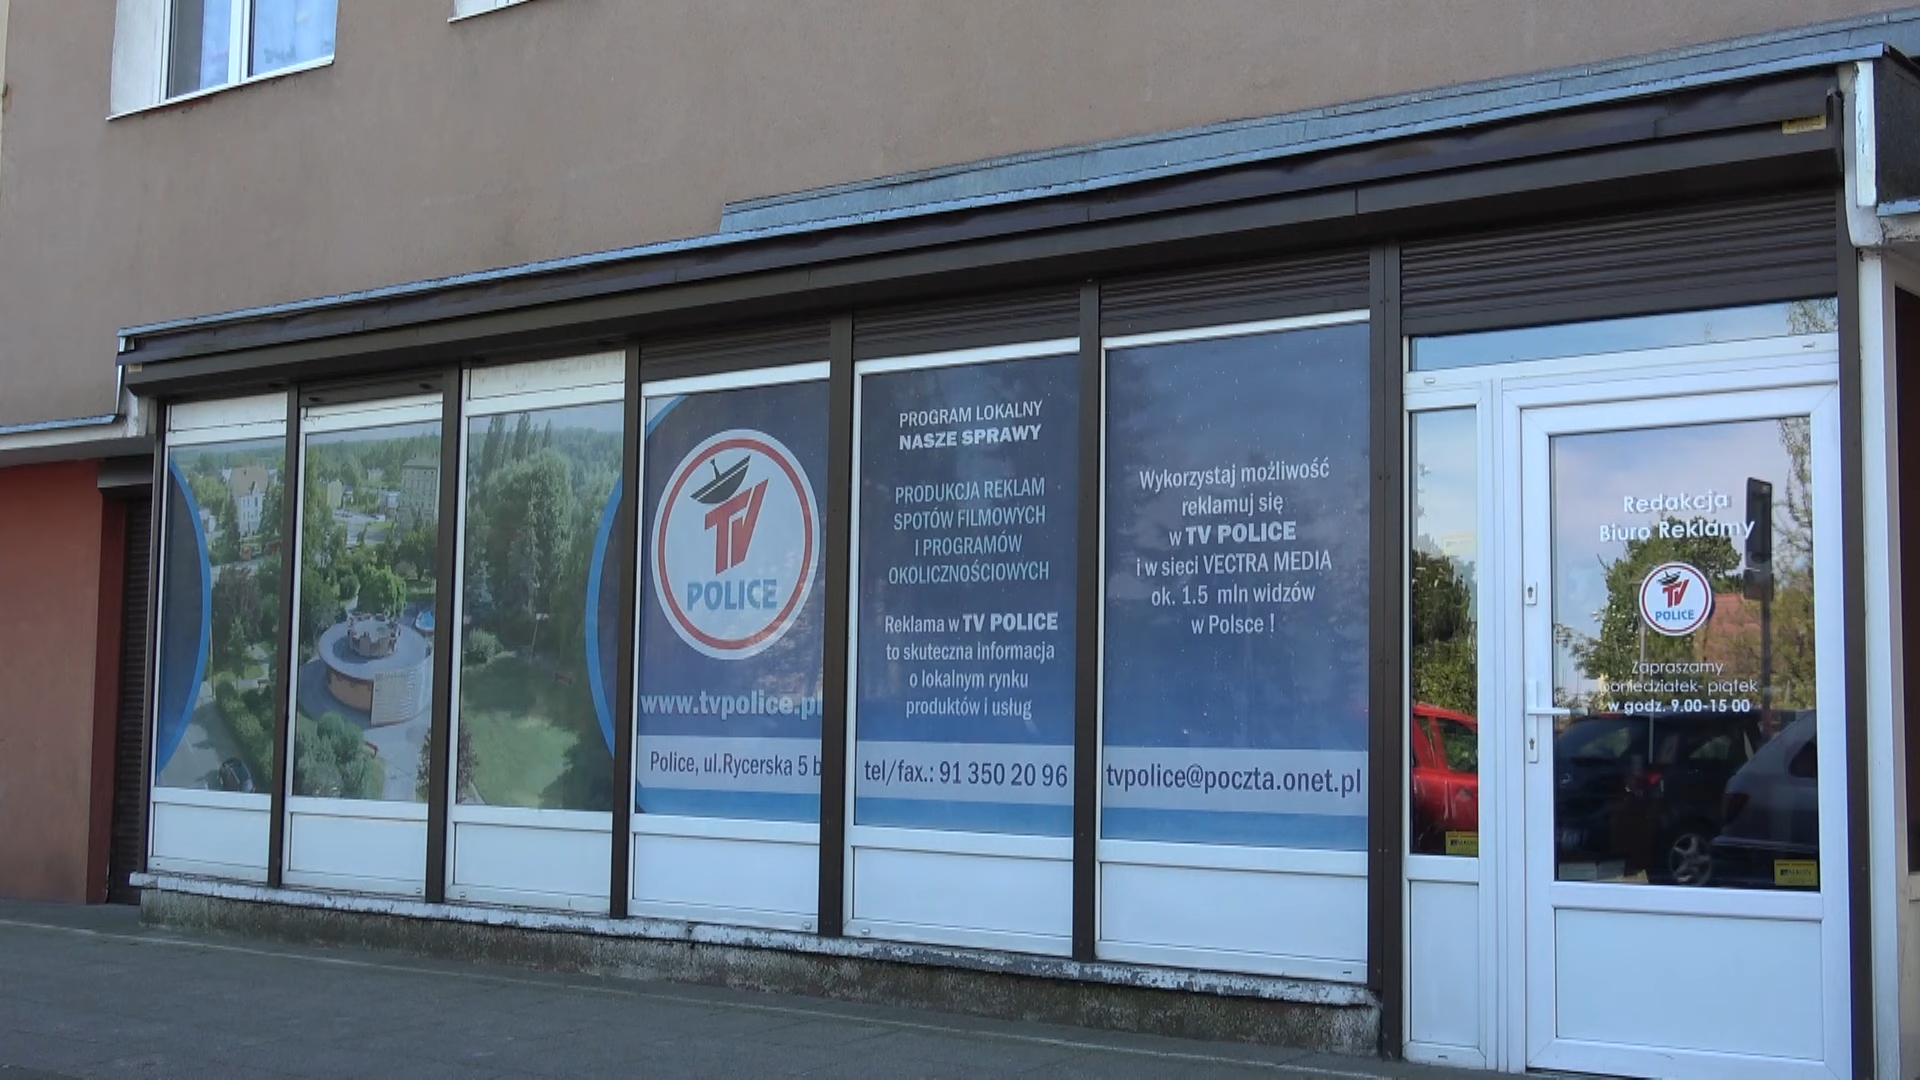 TV
POLICE
www.tvpolice.pl
Police, ul.Rycerska 5 b
PROGRAM LOKALNY
NASZE SPRAWY
PRODUKCJA REKLAM
SPOTÓW FILMOWYCH
I PROGRAMÓW
OKOLICZNOŚCIOWYCH
Reklama w TV POLICE
to skuteczna informacja
o lokalnym rynku
produktów i usług
tel/fax.: 91 350 20 96
Wykorzystaj możliwość
reklamuj się
w TV POLICE
i w sieci VECTRA MEDIA
ok. 1.5 mln widzów
w Polsce !
tvpolice@poczta.onet.pl
Redakcja
Biuro Reklamy
TV
POLICE
Zapraszamy
poniedziałek- piątek
w godz. 9.00-15 00